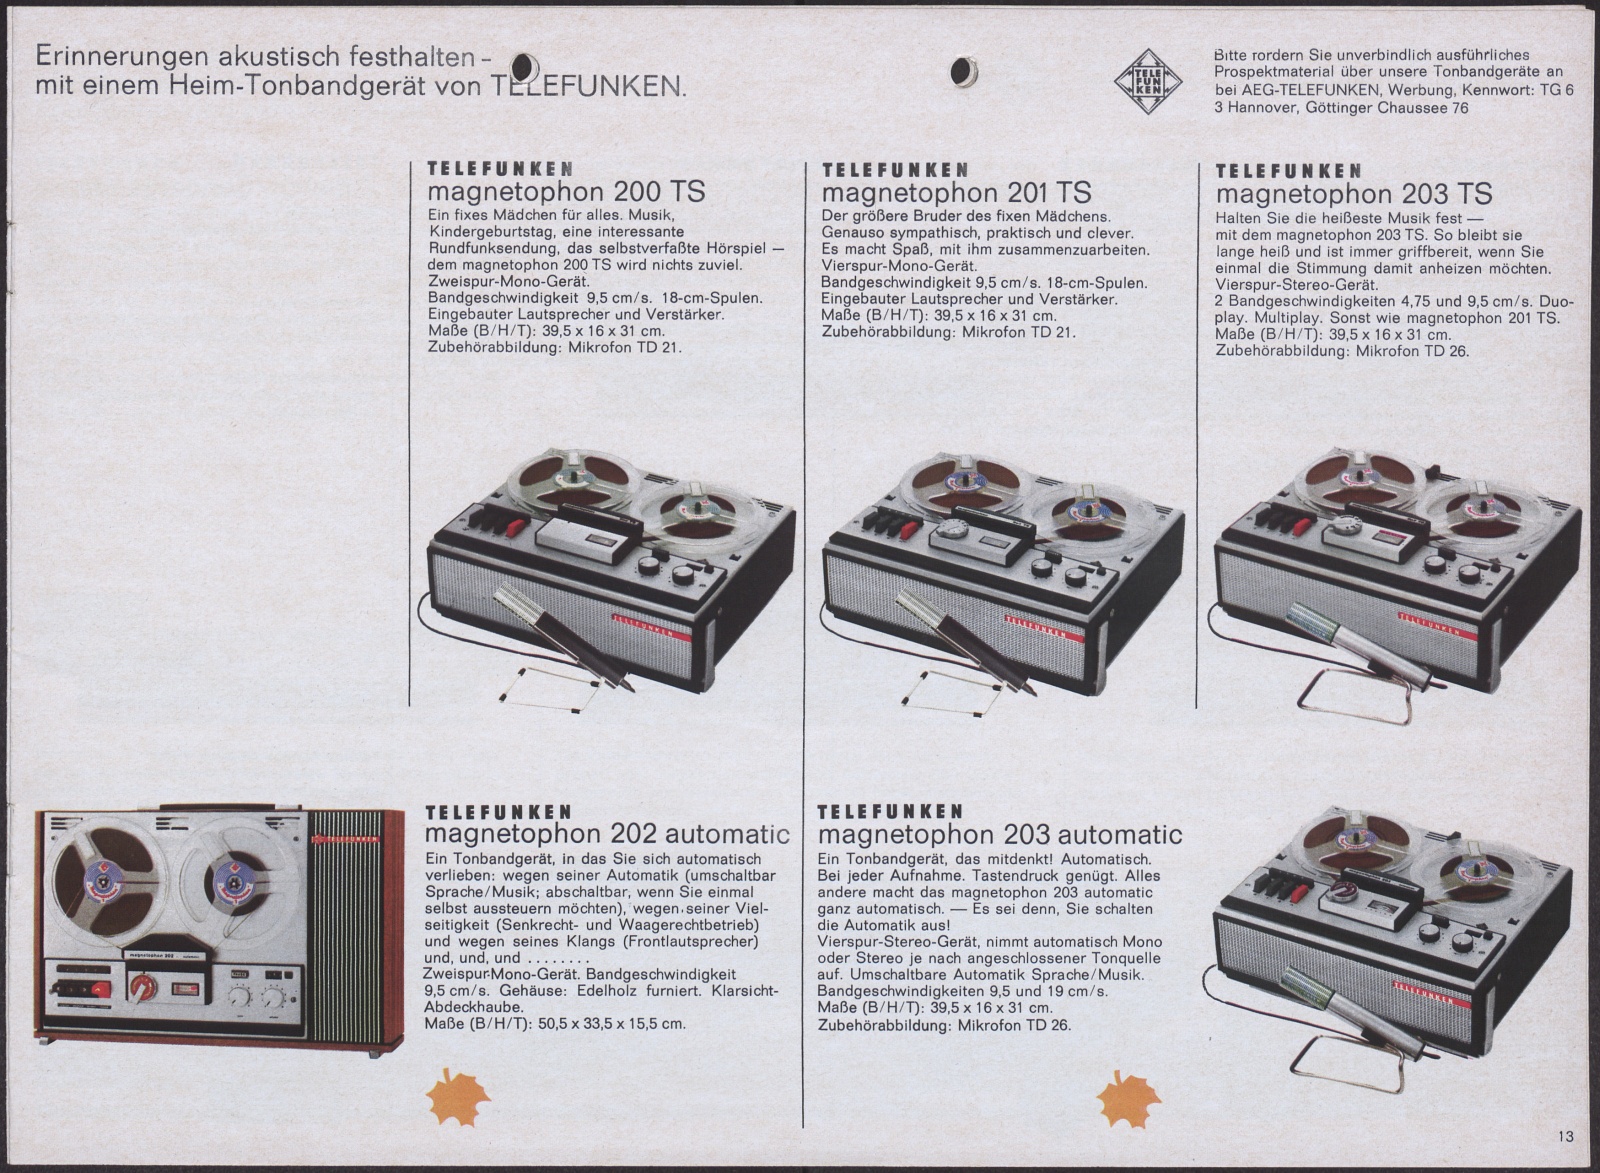 Erinnerungen akustisch festhalten –
mit einem Heim-Tonbandgerät von TELEFUNKEN.
TELE
FUN
KEN
Bitte fordern Sie unverbindlich ausführliches
Prospektmaterial über unsere Tonbandgeräte an
bei AEG-TELEFUNKEN, Werbung, Kennwort: TG 6
3 Hannover, Göttinger Chaussee 76
TELEFUNKEN
magnetophon 200 TS
Ein fixes Mädchen für alles. Musik,
Kindergeburtstag, eine interessante
Rundfunksendung, das selbstverfaßte Hörspiel —
dem magnetophon 200 TS wird nichts zuviel.
Zweispur-Mono-Gerät.
Bandgeschwindigkeit 9,5 cm/s. 18-cm-Spulen.
Eingebauter Lautsprecher und Verstärker.
Maße (B/H/T): 39,5 x 16 x 31 cm.
Zubehörabbildung: Mikrofon TD 21.
TELEFUNKEN
TELEFUNKEN
magnetophon 201 TS
Der größere Bruder des fixen Mädchens.
Genauso sympathisch, praktisch und clever.
Es macht Spaß, mit ihm zusammenzuarbeiten.
Vierspur-Mono-Gerät.
Bandgeschwindigkeit 9,5 cm/s. 18-cm-Spulen.
Eingebauter Lautsprecher und Verstärker.
Maße (B/H/T): 39,5 x 16 x 31 cm.
Zubehörabbildung: Mikrofon TD 21.
TELEFUNKEN
TELEFUNKEN
magnetophon 203 TS
Halten Sie die heißeste Musik fest —
mit dem magnetophon 203 TS. So bleibt sie
lange heiß und ist immer griffbereit, wenn Sie
einmal die Stimmung damit anheizen möchten.
Vierspur-Stereo-Gerät.
2 Bandgeschwindigkeiten 4,75 und 9,5 cm/s. Duo-
play. Multiplay. Sonst wie magnetophon 201 TS.
Maße (B/H/T): 39,5 x 16 x 31 cm.
Zubehörabbildung: Mikrofon TD 26.
TELEFUNKEN
TELEFUNKEN
magnetophon 202 automatic
TELEFUNKEN
magnetophon 202 automatic
Ein Tonbandgerät, in das Sie sich automatisch
verlieben: wegen seiner Automatik (umschaltbar
Sprache/Musik; abschaltbar, wenn Sie einmal
selbst aussteuern möchten), wegen seiner Viel-
seitigkeit (Senkrecht- und Waagerechtbetrieb)
und wegen seines Klangs (Frontlautsprecher)
und, und, und ........
Zweispur-Mono-Gerät. Bandgeschwindigkeit
9,5 cm/s. Gehäuse: Edelholz furniert. Klarsicht-
Abdeckhaube.
Maße (B/H/T): 50,5 x 33,5 x 15,5 cm.
TELEFUNKEN
magnetophon 203 automatic
Ein Tonbandgerät, das mitdenkt! Automatisch.
Bei jeder Aufnahme. Tastendruck genügt. Alles
andere macht das magnetophon 203 automatic
ganz automatisch. — Es sei denn, Sie schalten
die Automatik aus!
Vierspur-Stereo-Gerät, nimmt automatisch Mono
oder Stereo je nach angeschlossener Tonquelle
auf. Umschaltbare Automatik Sprache/Musik.
Bandgeschwindigkeiten 9,5 und 19 cm/s.
Maße (B/H/T): 39,5 x 16 x 31 cm.
Zubehörabbildung: Mikrofon TD 26.
TELEFUNKEN
13